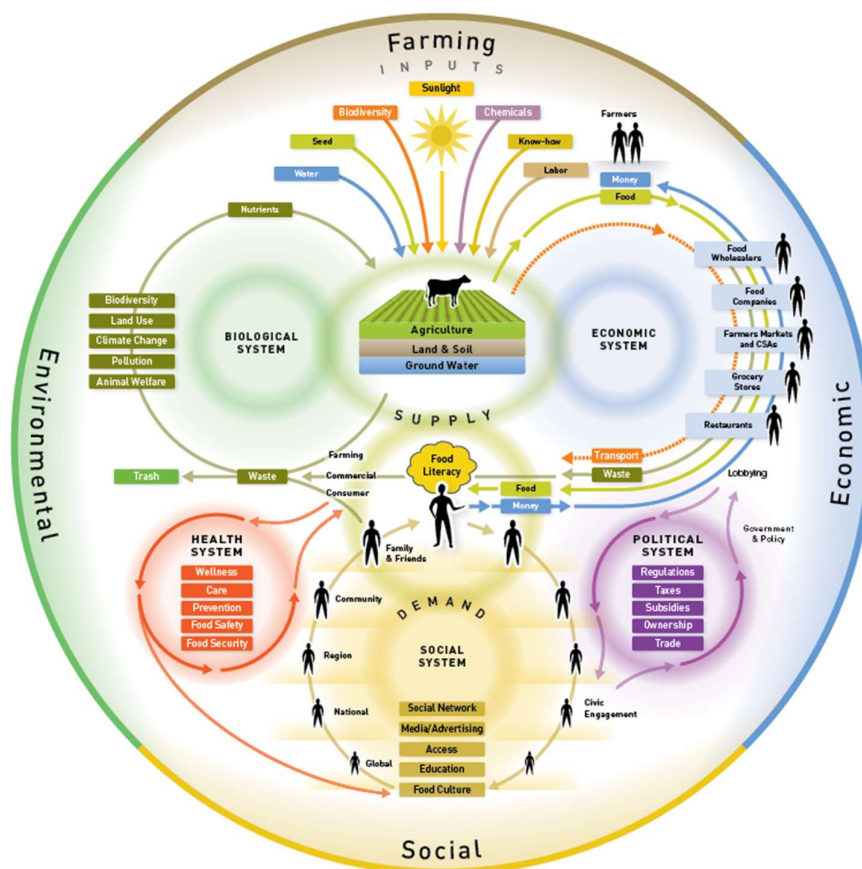 Farming
INPUTS
Sunlight
Biodiversity
Chemicals
Seed
Know-how
Water
Labor
Farmers
Money
Food
Nutrients
Food
Wholesalers
Food
Companies
Farmers Markets
and CSAs
Grocery
Stores
Restaurants
Biodiversity
Land Use
Climate Change
Pollution
Animal Welfare
BIOLOGICAL
SYSTEM
Agriculture
Land & Soil
Ground Water
ECONOMIC
SYSTEM
Environmental
Economic
SUPPLY
Farming
Commercial
Consumer
Trash
Waste
Food
Literacy
Transport
Waste
Food
Money
Lobbying
Government
& Policy
HEALTH
SYSTEM
Wellness
Care
Prevention
Food Safety
Food Security
Family
& Friends
Community
Region
National
Global
DEMAND
SOCIAL
SYSTEM
Social Network
Media/Advertising
Access
Education
Food Culture
POLITICAL
SYSTEM
Regulations
Taxes
Subsidies
Ownership
Trade
Civic
Engagement
Social